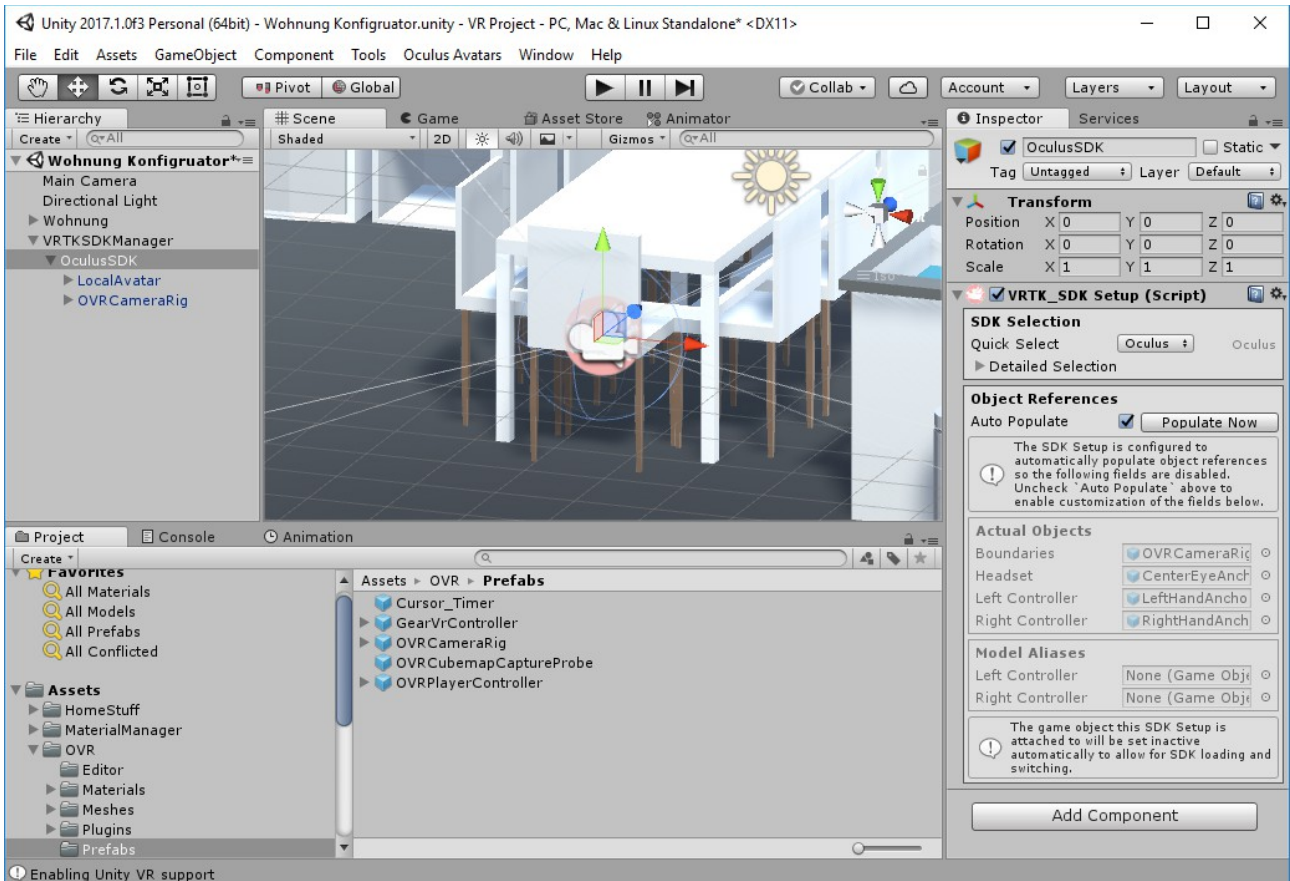 Unity 2017.1.0f3 Personal (64bit) - Wohnung Konfigruator.unity - VR Project - PC, Mac & Linux Standalone* <DX11>
File Edit Assets GameObject Component Tools Oculus Avatars Window Help
Pivot Global Collab Account Layers Layout
Hierarchy
Create All
Wohnung Konfigruator*
Main Camera
Directional Light
Wohnung
VRTKSDKManager
OculusSDK
LocalAvatar
OVRCameraRig
Scene Game Asset Store Animator
Shaded 2D Gizmos All
Iso
Inspector Services
OculusSDK Static
Tag Untagged Layer Default
Transform
Position X 0 Y 0 Z 0
Rotation X 0 Y 0 Z 0
Scale X 1 Y 1 Z 1
VRTK_SDK Setup (Script)
SDK Selection
Quick Select Oculus Oculus
Detailed Selection
Object References
Auto Populate Populate Now
The SDK Setup is configured to
automatically populate object references
so the following fields are disabled.
Uncheck `Auto Populate` above to
enable customization of the fields below.
Actual Objects
Boundaries OVRCameraRig
Headset CenterEyeAnch
Left Controller LeftHandAncho
Right Controller RightHandAnch
Model Aliases
Left Controller None (Game Obje
Right Controller None (Game Obje
The game object this SDK Setup is
attached to will be set inactive
automatically to allow for SDK loading and
switching.
Add Component
Project Console Animation
Create
Favorites
All Materials
All Models
All Prefabs
All Conflicted
Assets
HomeStuff
MaterialManager
OVR
Editor
Materials
Meshes
Plugins
Prefabs
Assets OVR Prefabs
Cursor_Timer
GearVrController
OVRCameraRig
OVRCubemapCaptureProbe
OVRPlayerController
Enabling Unity VR support